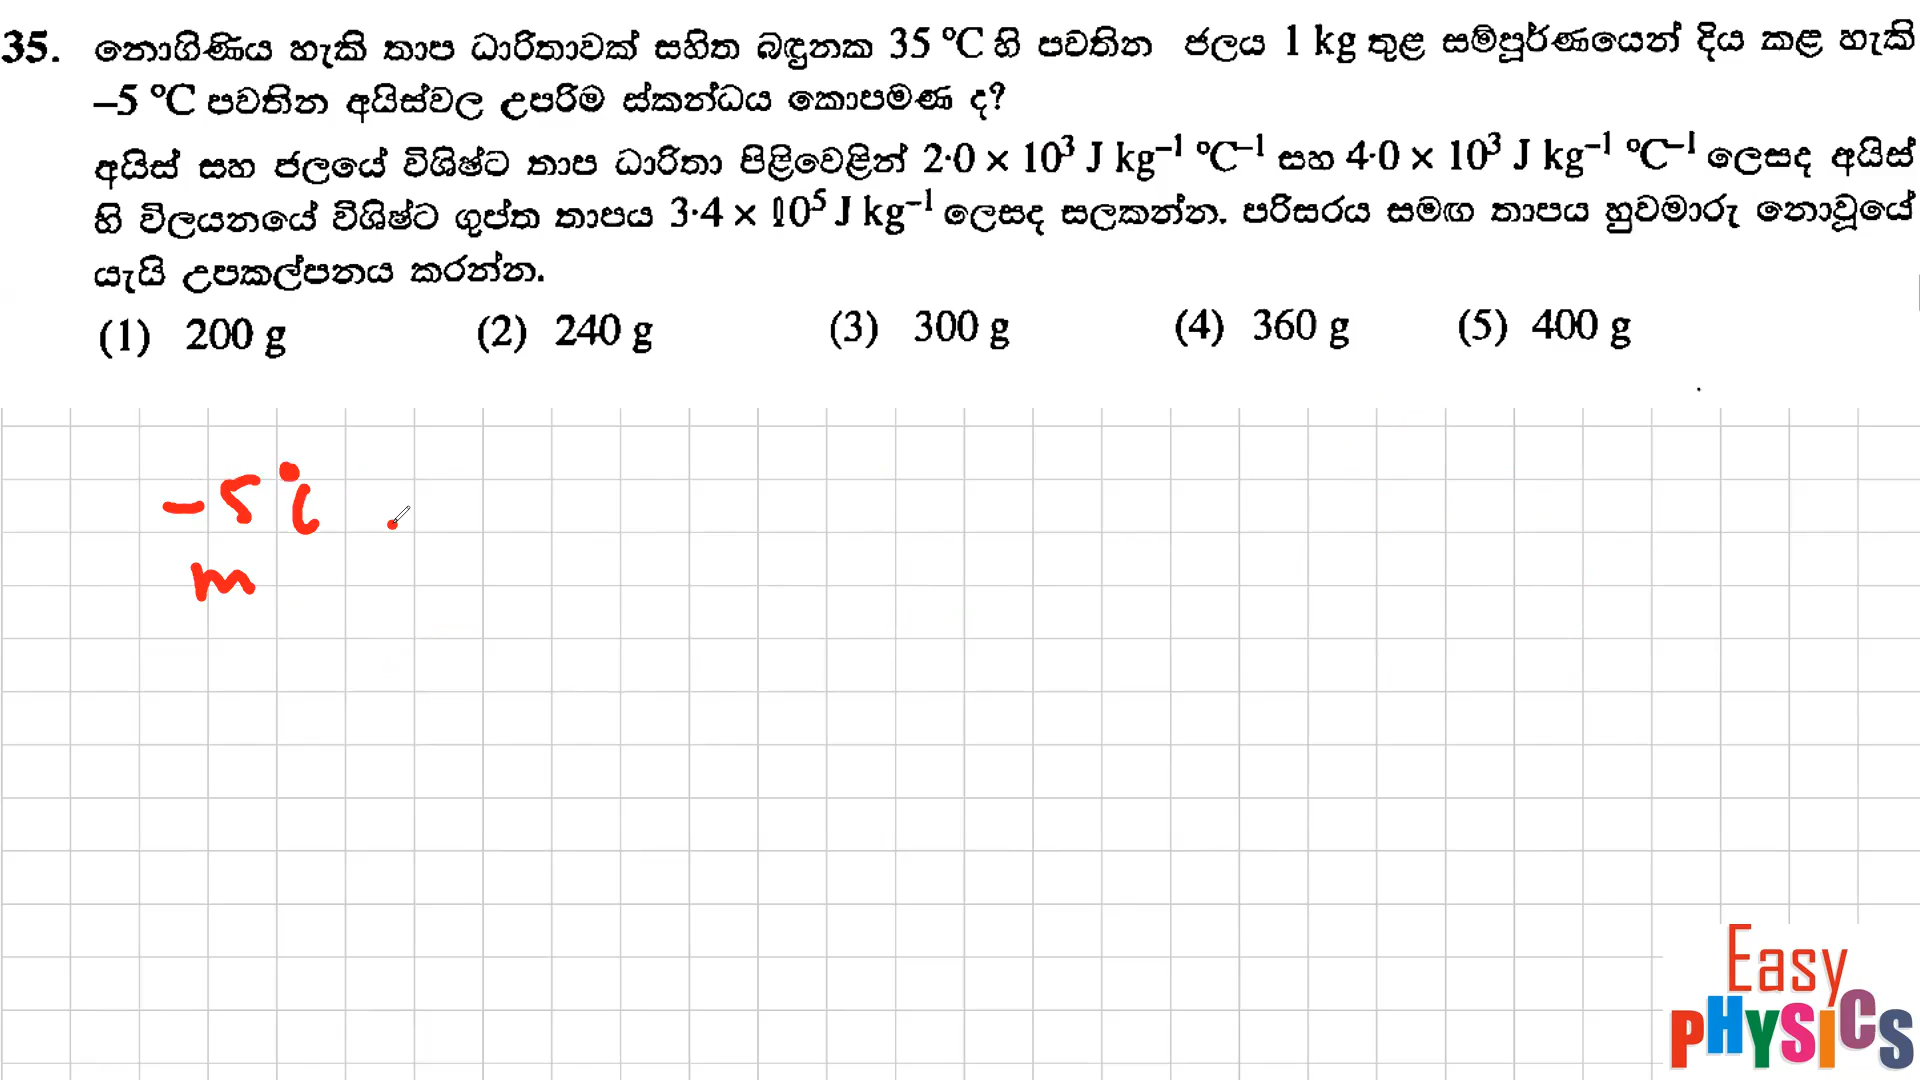 35. නොගිණිය හැකි තාප ධාරිතාවක් සහිත බඳුනක 35 °C හි පවතින ජලය 1 kg තුළ සම්පූර්ණයෙන් දිය කළ හැකි
–5 °C පවතින අයිස්වල උපරිම ස්කන්ධය කොපමණ ද?
අයිස් සහ ජලයේ විශිෂ්ට තාප ධාරිතා පිළිවෙළින් 2·0 × 10³ J kg⁻¹ °C⁻¹ සහ 4·0 × 10³ J kg⁻¹ °C⁻¹ ලෙසද අයිස්
හි විලයනයේ විශිෂ්ට ගුප්ත තාපය 3·4 × 10⁵ J kg⁻¹ ලෙසද සලකන්න. පරිසරය සමඟ තාපය හුවමාරු නොවූයේ
යැයි උපකල්පනය කරන්න.
(1) 200 g (2) 240 g (3) 300 g (4) 360 g (5) 400 g
–5°C
m
Easy
PHYSICS